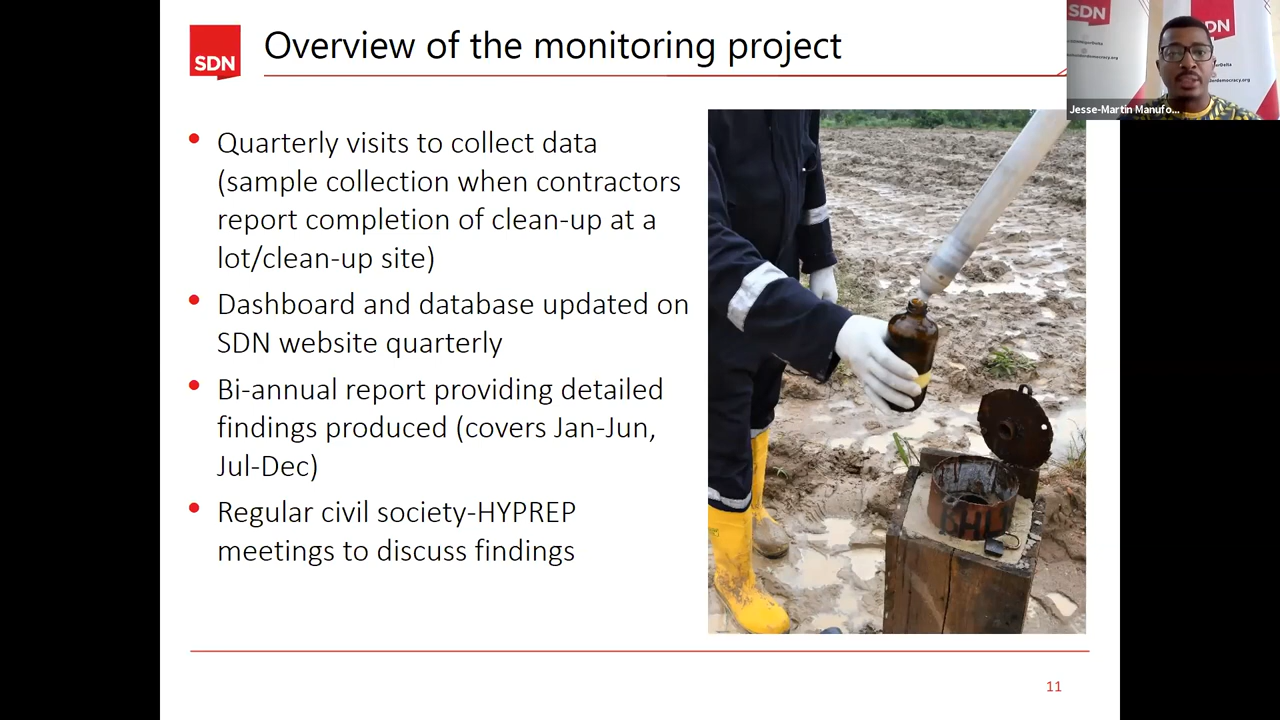 SDN
Overview of the monitoring project
SDN
SDN
Jesse-Martin Manufo...
• Quarterly visits to collect data
(sample collection when contractors
report completion of clean-up at a
lot/clean-up site)
• Dashboard and database updated on
SDN website quarterly
• Bi-annual report providing detailed
findings produced (covers Jan-Jun,
Jul-Dec)
• Regular civil society-HYPREP
meetings to discuss findings
11